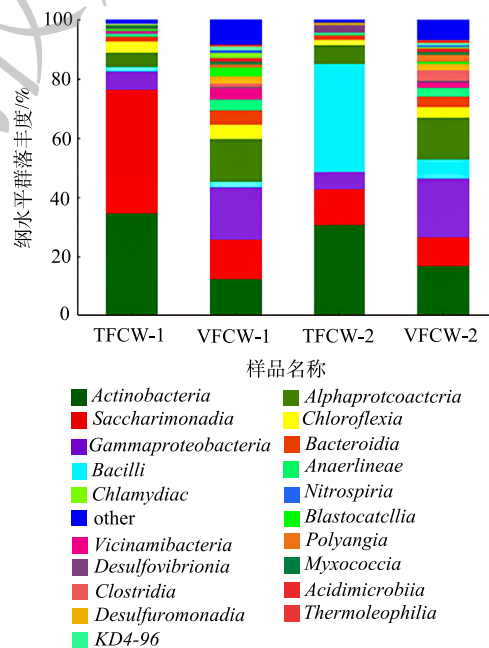 纲水平群落丰度/%
100
80
60
40
20
0
TFCW-1 VFCW-1 TFCW-2 VFCW-2
样品名称
Actinobacteria
Saccharimonadia
Gammaproteobacteria
Bacilli
Chlamydiac
other
Vicinamibacteria
Desulfovibrionia
Clostridia
Desulfuromonadia
KD4-96
Alphaprotcoactcria
Chloroflexia
Bacteroidia
Anaerlineae
Nitrospiria
Blastocatcllia
Polyangia
Myxococcia
Acidimicrobiia
Thermoleophilia